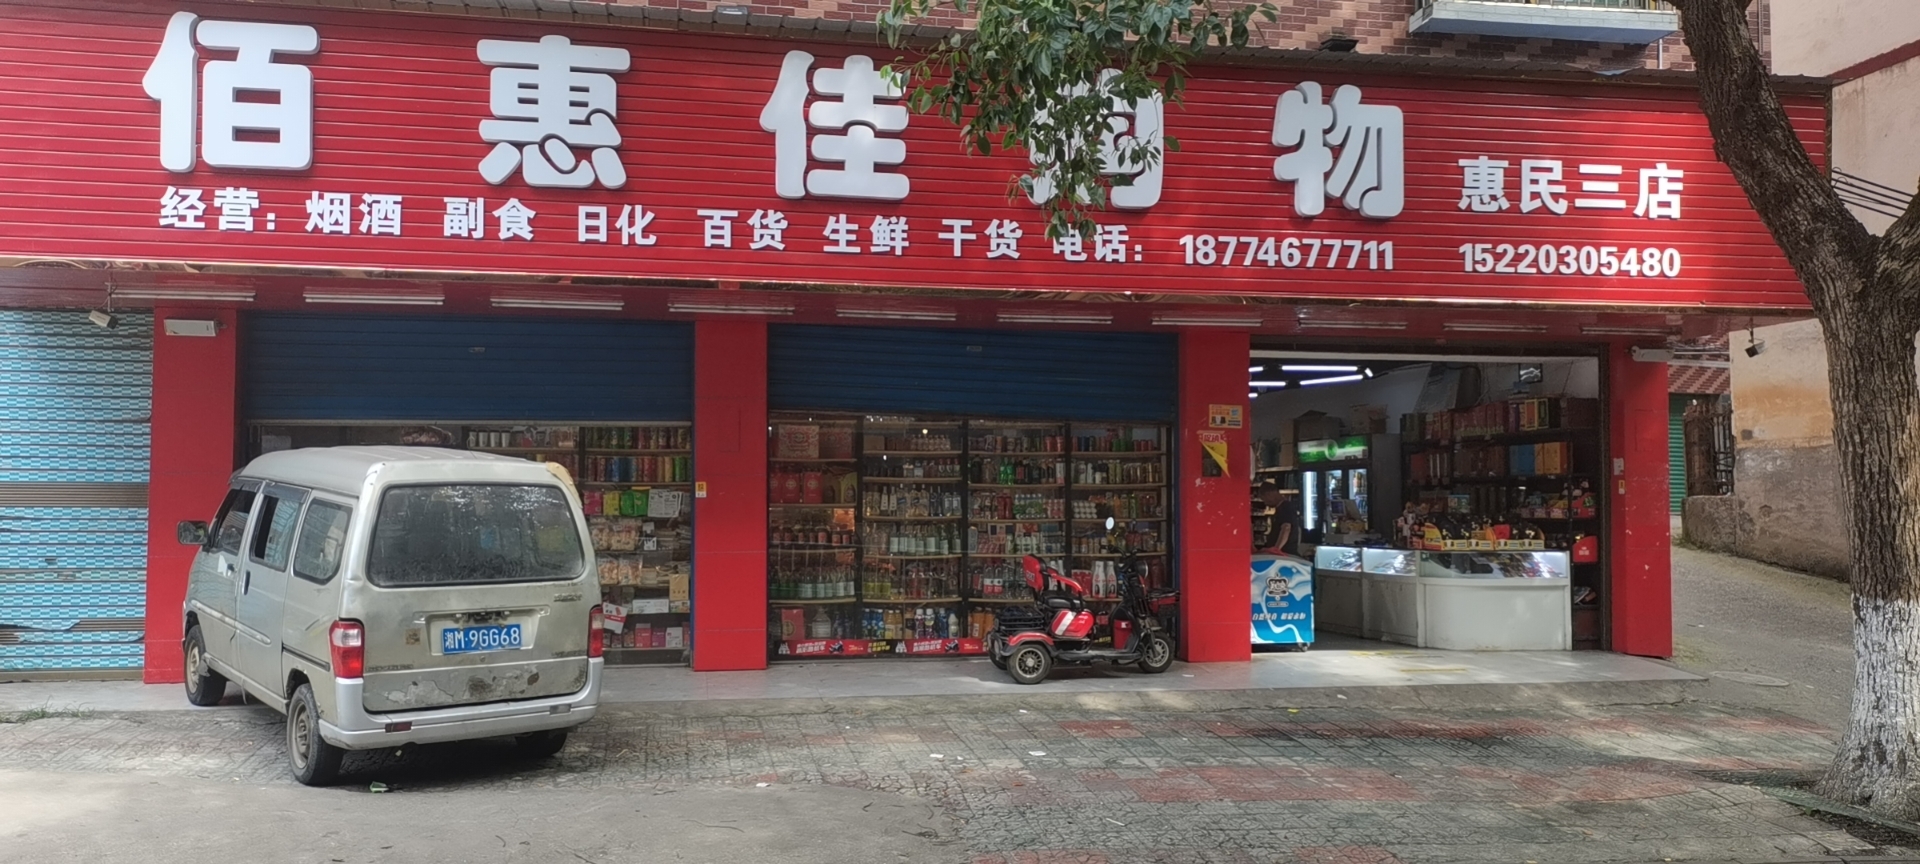 佰惠佳购物 惠民三店
经营：烟酒 副食 日化 百货 生鲜 干货 电话：18774677711 15220305480
湘M·9GG68